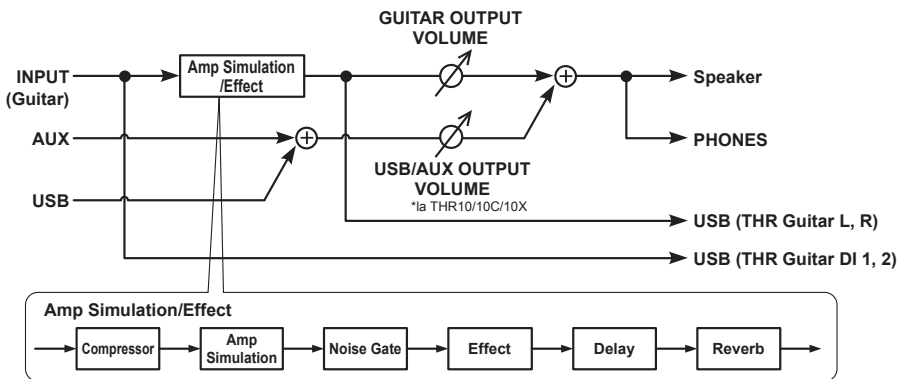 GUITAR OUTPUT
VOLUME
INPUT
(Guitar)
Amp Simulation
/Effect
Speaker
AUX
PHONES
USB/AUX OUTPUT
VOLUME
*la THR10/10C/10X
USB
USB (THR Guitar L, R)
USB (THR Guitar DI 1, 2)
Amp Simulation/Effect
Compressor
Amp
Simulation
Noise Gate
Effect
Delay
Reverb